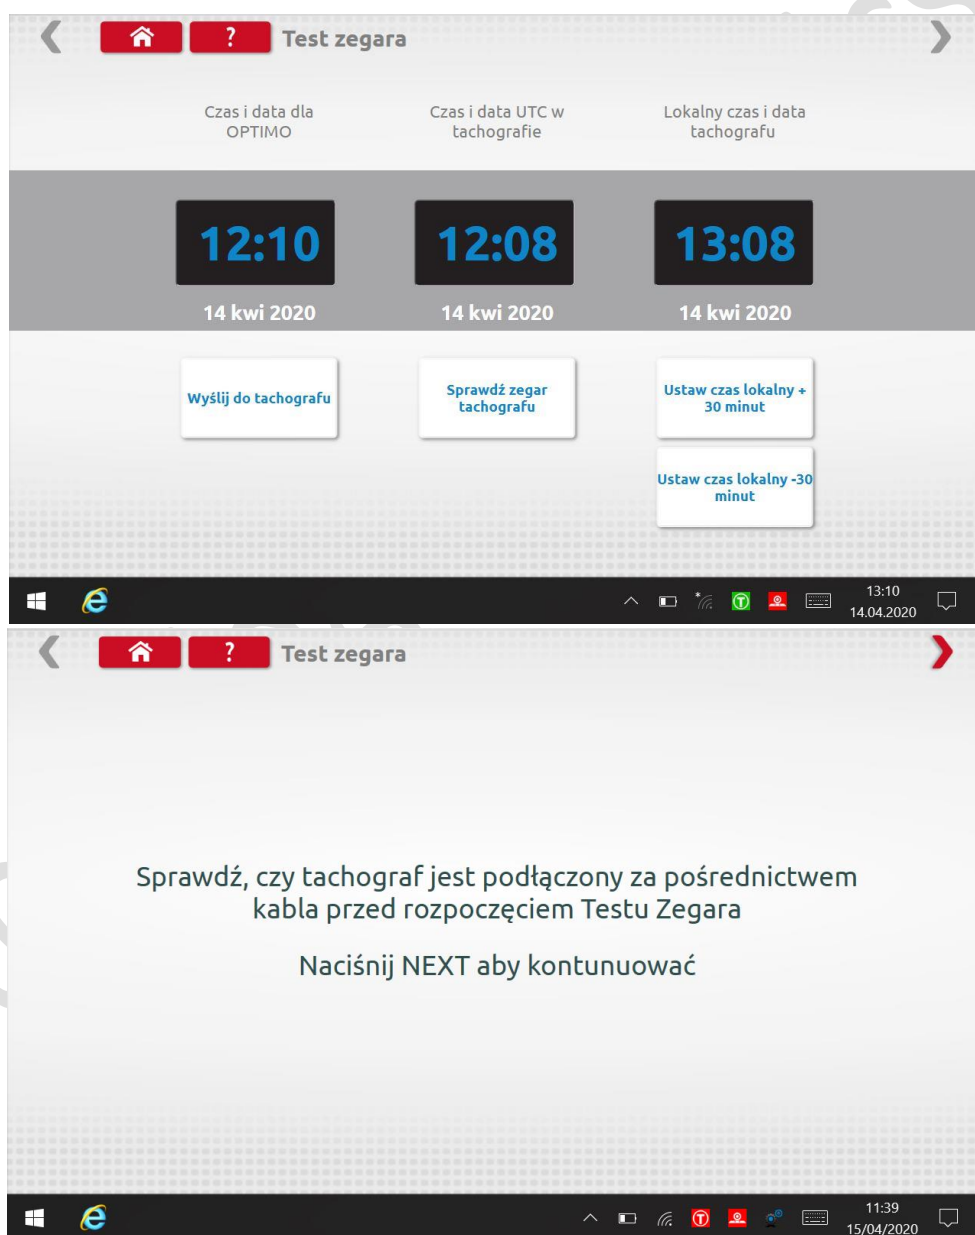 ? Test zegara
Czas i data dla
OPTIMO
Czas i data UTC w
tachografie
Lokalny czas i data
tachografu
12:10
12:08
13:08
14 kwi 2020
14 kwi 2020
14 kwi 2020
Wyślij do tachografu
Sprawdź zegar
tachografu
Ustaw czas lokalny +
30 minut
Ustaw czas lokalny -30
minut
13:10
14.04.2020
? Test zegara
Sprawdź, czy tachograf jest podłączony za pośrednictwem
kabla przed rozpoczęciem Testu Zegara
Naciśnij NEXT aby kontunuować
11:39
15/04/2020